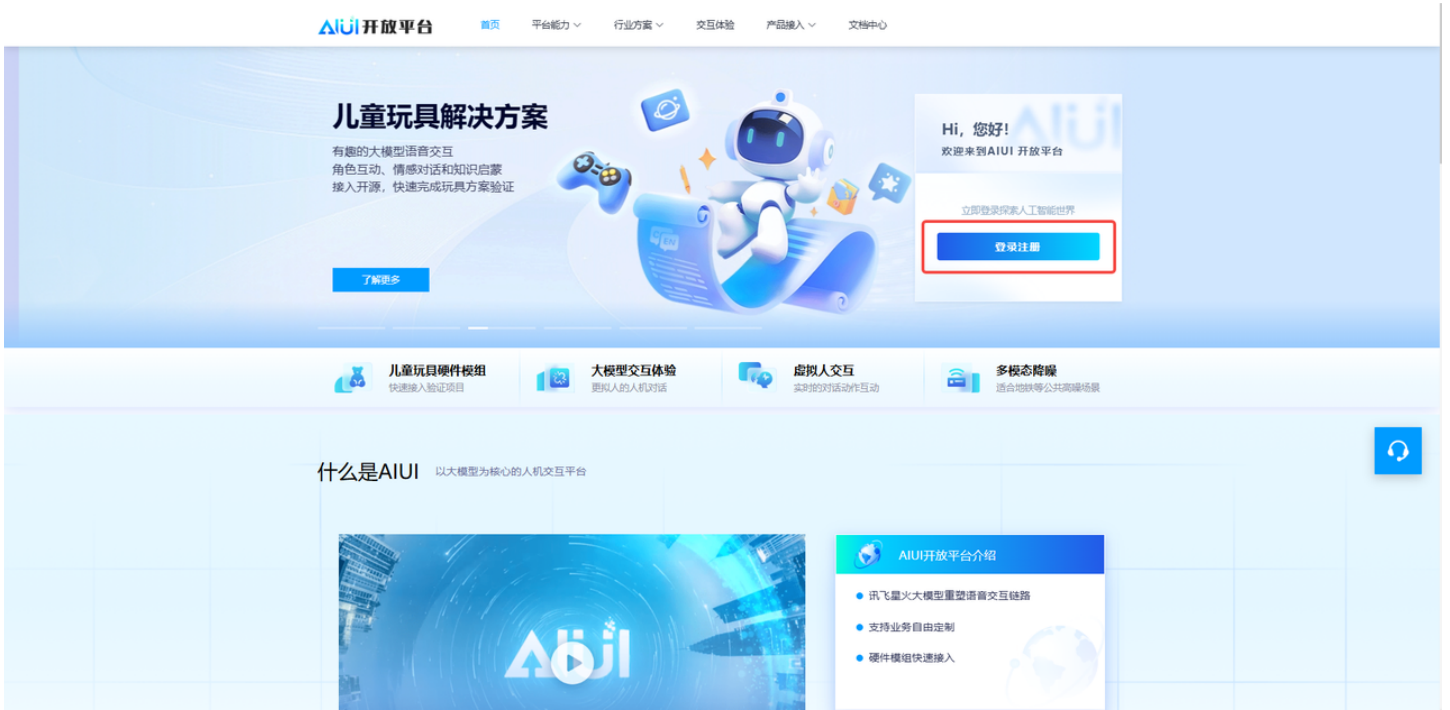 AIUI开放平台
首页
平台能力
行业方案
交互体验
产品接入
文档中心
儿童玩具解决方案
有趣的大模型语音交互
角色互动、情感对话和知识启蒙
接入开源，快速完成玩具方案验证
了解更多
AIUI
Hi，您好!
欢迎来到AIUI 开放平台
立即登录探索人工智能世界
登录注册
儿童玩具硬件模组
快速接入验证项目
大模型交互体验
更拟人的人机对话
虚拟人交互
实时的对话动作互动
多模态降噪
适合地铁等公共高噪场景
什么是AIUI
以大模型为核心的人机交互平台
AIUI
AIUI开放平台介绍
讯飞星火大模型重塑语音交互链路
支持业务自由定制
硬件模组快速接入